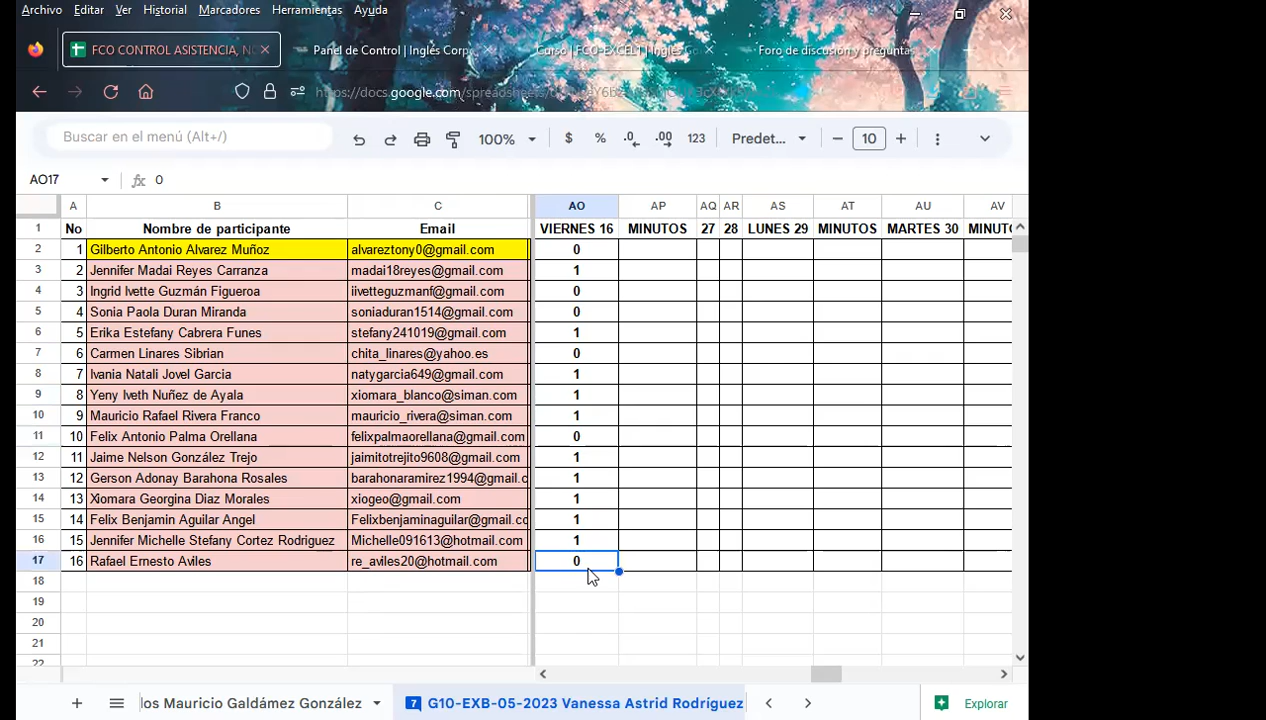 Archivo Editar Ver Historial Marcadores Herramientas Ayuda
FCO CONTROL ASISTENCIA, NO Panel de Control | Inglés Corp Curso | FCO-EXCEL1 | Inglés Co Foro de discusión y preguntas
https://docs.google.com/spreadsheets/
Buscar en el menú (Alt+/) 100% $ % .0 .00 123 Predet... − 10 +
AO17 fx 0
A B C AO AP AQ AR AS AT AU AV
1 No Nombre de participante Email VIERNES 16 MINUTOS 27 28 LUNES 29 MINUTOS MARTES 30 MINUTO
2 1 Gilberto Antonio Alvarez Muñoz alvareztony0@gmail.com 0
3 2 Jennifer Madai Reyes Carranza madai18reyes@gmail.com 1
4 3 Ingrid Ivette Guzmán Figueroa iivetteguzmanf@gmail.com 0
5 4 Sonia Paola Duran Miranda soniaduran1514@gmail.com 0
6 5 Erika Estefany Cabrera Funes stefany241019@gmail.com 1
7 6 Carmen Linares Sibrian chita_linares@yahoo.es 0
8 7 Ivania Natali Jovel Garcia natygarcia649@gmail.com 1
9 8 Yeny Iveth Nuñez de Ayala xiomara_blanco@siman.com 1
10 9 Mauricio Rafael Rivera Franco mauricio_rivera@siman.com 1
11 10 Felix Antonio Palma Orellana felixpalmaorellana@gmail.com 0
12 11 Jaime Nelson González Trejo jaimitotrejito9608@gmail.com 1
13 12 Gerson Adonay Barahona Rosales barahonaramirez1994@gmail.c 1
14 13 Xiomara Georgina Diaz Morales xiogeo@gmail.com 1
15 14 Felix Benjamin Aguilar Angel Felixbenjaminaguilar@gmail.co 1
16 15 Jennifer Michelle Stefany Cortez Rodriguez Michelle091613@hotmail.com 1
17 16 Rafael Ernesto Aviles re_aviles20@hotmail.com 0
18
19
20
21
22
los Mauricio Galdámez González 7 G10-EXB-05-2023 Vanessa Astrid Rodríguez Explorar